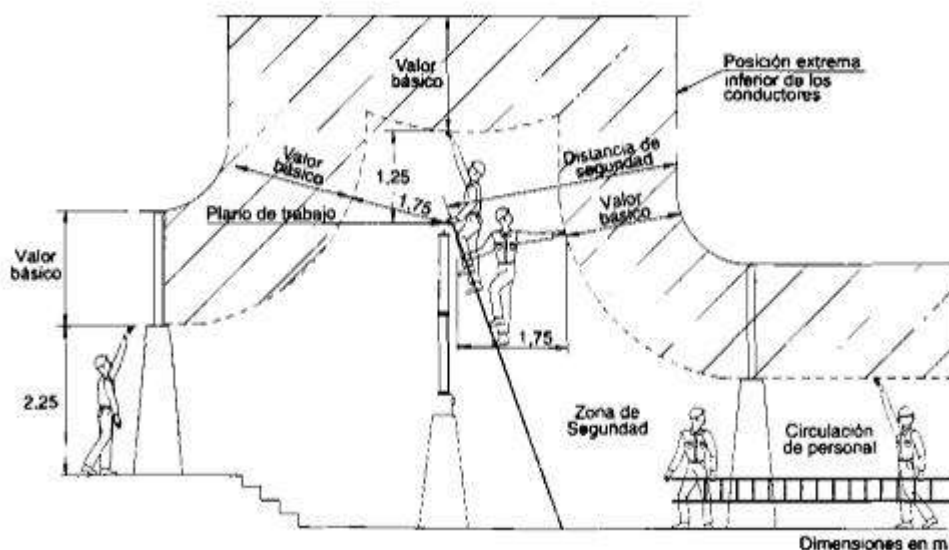 Valor
básico
Posición extrema
inferior de los
conductores
Valor
básico
1,25
1,75
Distancia de
seguridad
Plano de trabajo
Valor
básico
Valor
básico
1,75
2.25
Zona de
Segundad
Circulación
de personal
Dimensiones en m